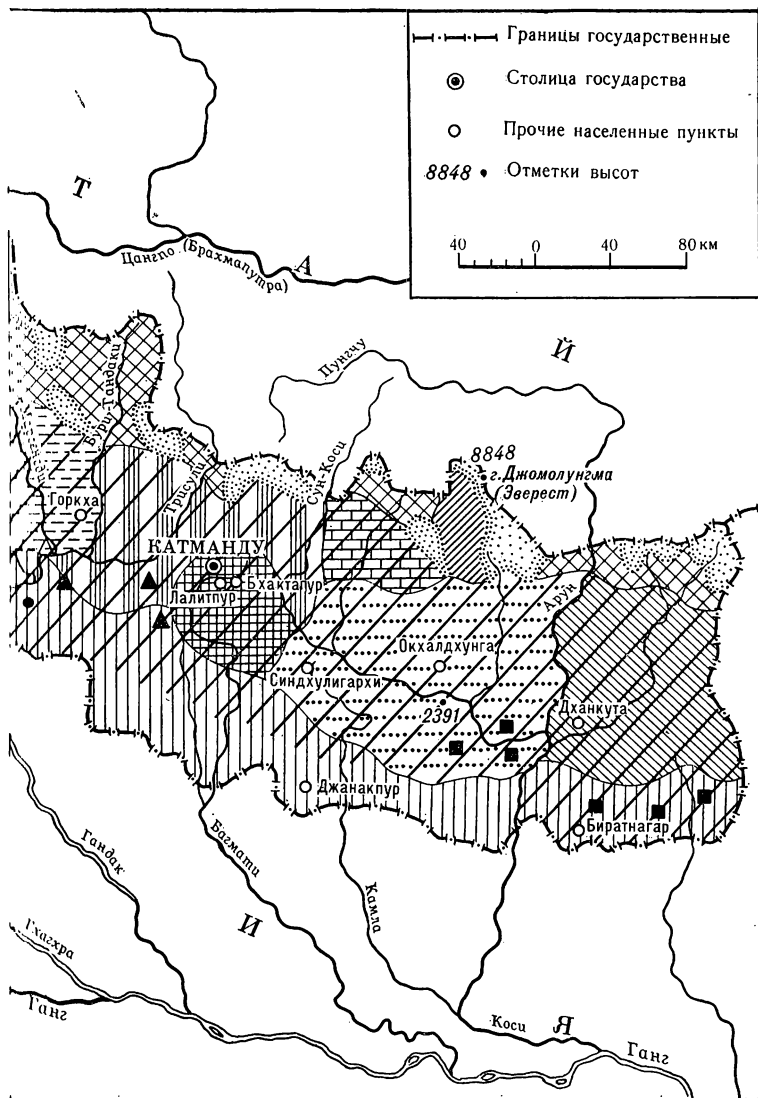 Границы государственные
Столица государства
Прочие населенные пункты
8848 • Отметки высот
40 0 40 80 км
Т
А
Й
Цангпо (Брахмапутра)
Пунгчу
Бури-Гандаки
Трисули
Сун-Коси
8848
г. Джомолунгма
(Эверест)
Горкха
КАТМАНДУ
Лалитпур
Бхактапур
Арун
Окхалдхунга
Синдхулигархи
2391
Дханкута
Джанакпур
Биратнагар
Гандак
Багмати
Камла
И
Гхагхра
Ганг
Коси
Я
Ганг